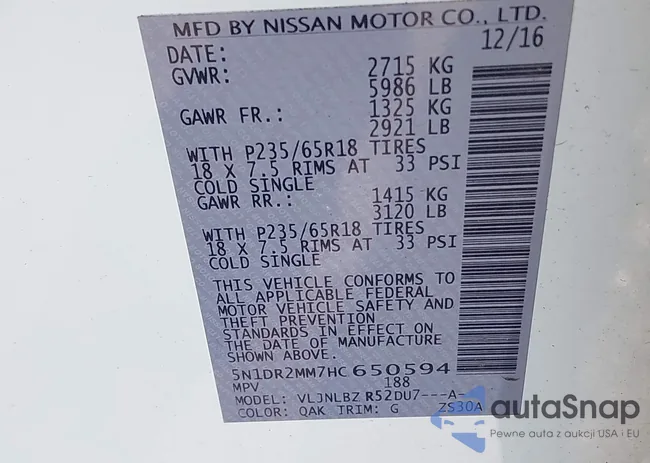 MFD BY NISSAN MOTOR CO., LTD.
DATE: 12/16
GVWR: 2715 KG
5986 LB
GAWR FR.: 1325 KG
2921 LB
WITH P235/65R18 TIRES
18 X 7.5 RIMS AT 33 PSI
COLD SINGLE
GAWR RR.: 1415 KG
3120 LB
WITH P235/65R18 TIRES
18 X 7.5 RIMS AT 33 PSI
COLD SINGLE
THIS VEHICLE CONFORMS TO
ALL APPLICABLE FEDERAL
MOTOR VEHICLE SAFETY AND
THEFT PREVENTION
STANDARDS IN EFFECT ON
THE DATE OF MANUFACTURE
SHOWN ABOVE.
5N1DR2MM7HC650594
MPV 188
MODEL: VLJNLBZ R52DU7---A-
COLOR: QAK TRIM: G ZS30A
autoSnap
Pewne auta z aukcji USA i EU